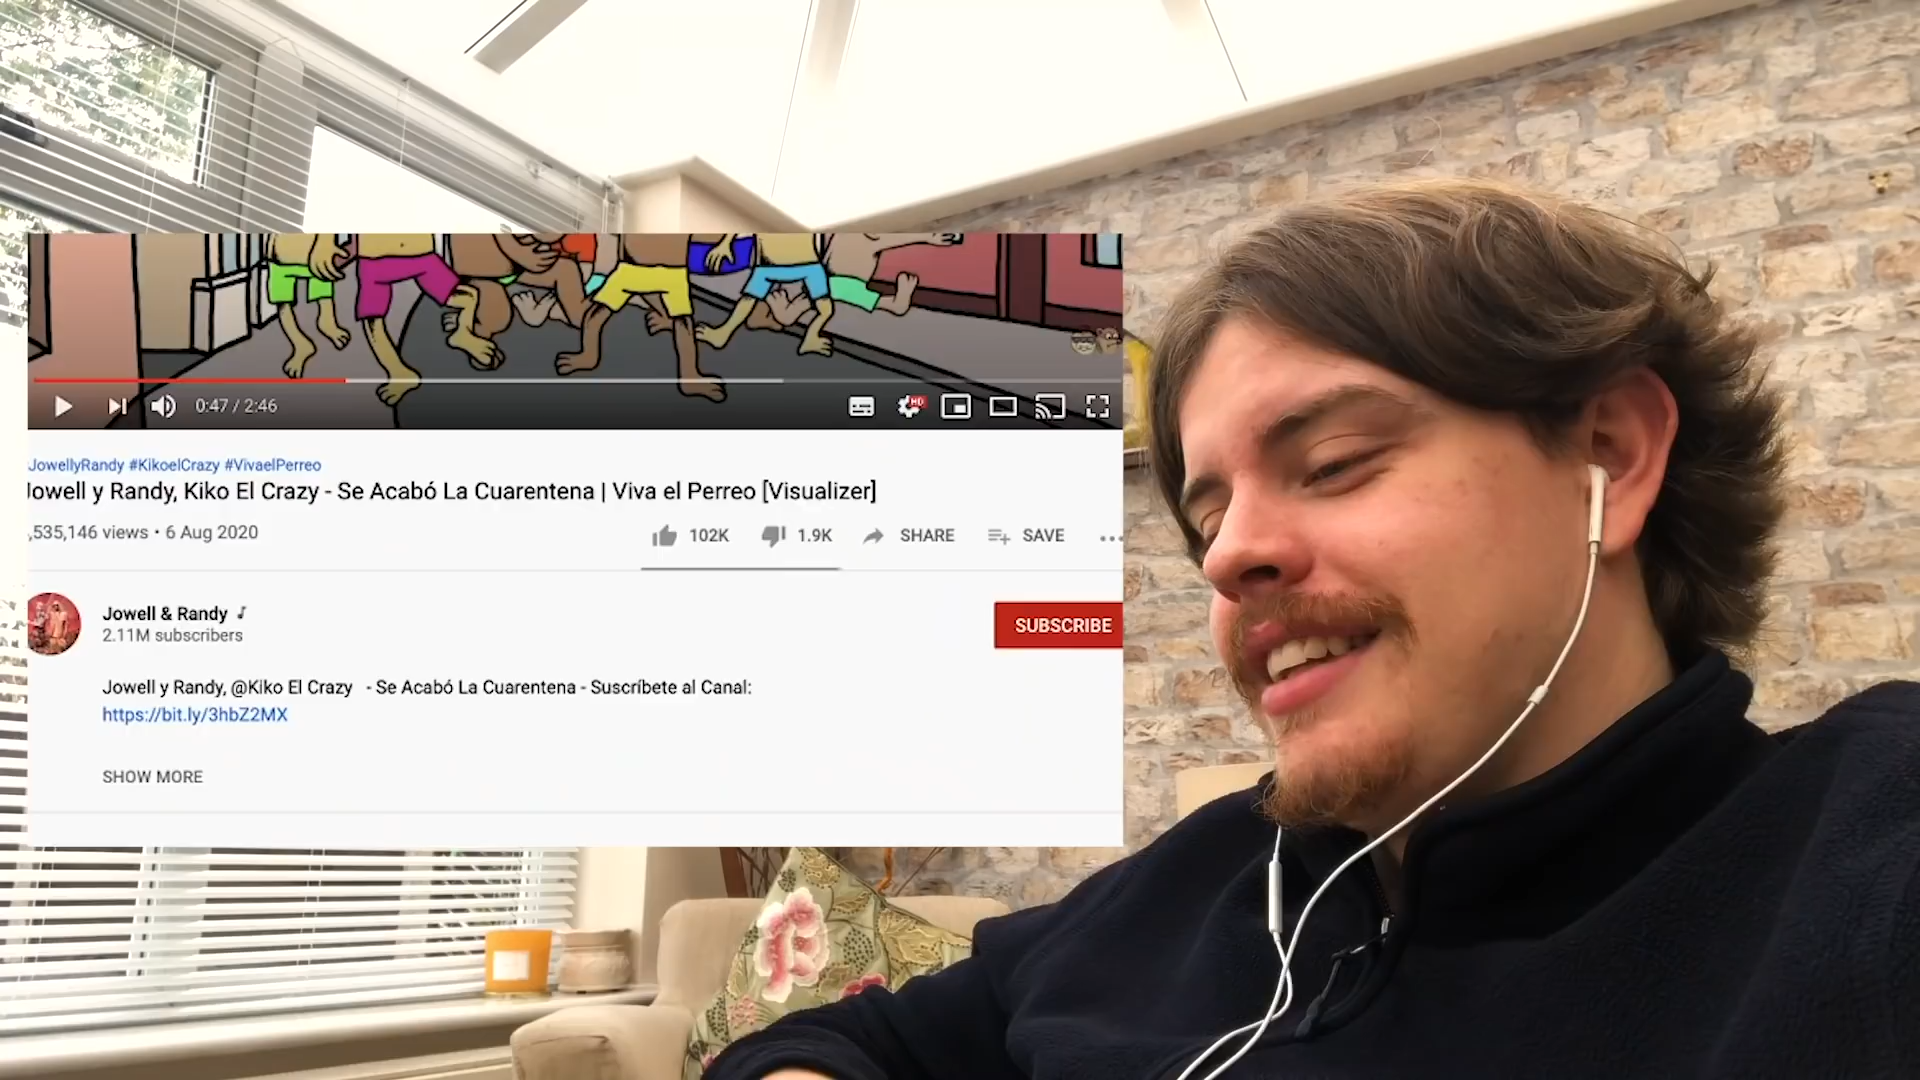 0:47 / 2:46
HD
JowellyRandy #KikoelCrazy #VivaelPerreo
Jowell y Randy, Kiko El Crazy - Se Acabó La Cuarentena | Viva el Perreo [Visualizer]
,535,146 views • 6 Aug 2020
102K
1.9K
SHARE
SAVE
Jowell & Randy
2.11M subscribers
SUBSCRIBE
Jowell y Randy, @Kiko El Crazy - Se Acabó La Cuarentena - Suscríbete al Canal:
https://bit.ly/3hbZ2MX
SHOW MORE